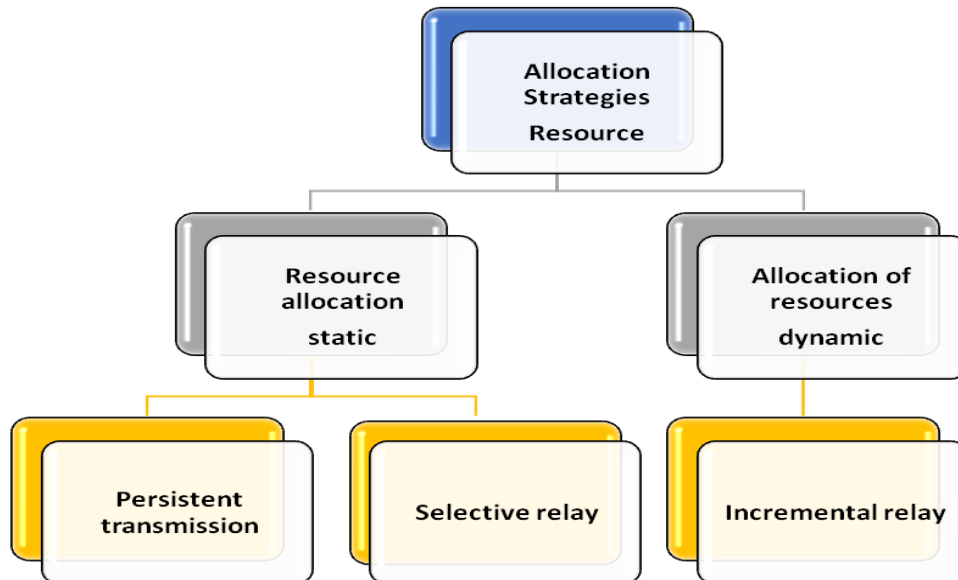 Allocation
Strategies
Resource
Resource
allocation
static
Allocation of
resources
dynamic
Persistent
transmission
Selective relay
Incremental relay